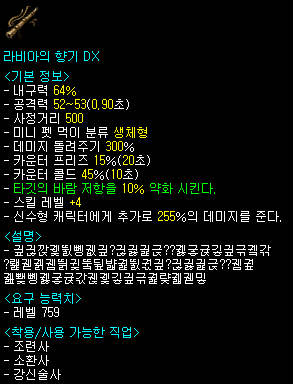 라비아의 향기 DX
<기본 정보>
- 내구력 64%
- 공격력 52~53(0,90초)
- 사정거리 500
- 미니 펫 먹이 분류 생체형
- 데미지 돌려주기 300%
- 카운터 프리즈 15%(20초)
- 카운터 콜드 45%(10초)
- 타깃의 바람 저항을 10% 약화 시킨다.
- 스킬 레벨 +4
- 신수형 캐릭터에게 추가로 255%의 데미지를 준다.
<설명>
<요구 능력치>
- 레벨 759
<착용/사용 가능한 직업>
- 조련사
- 소환사
- 강신술사